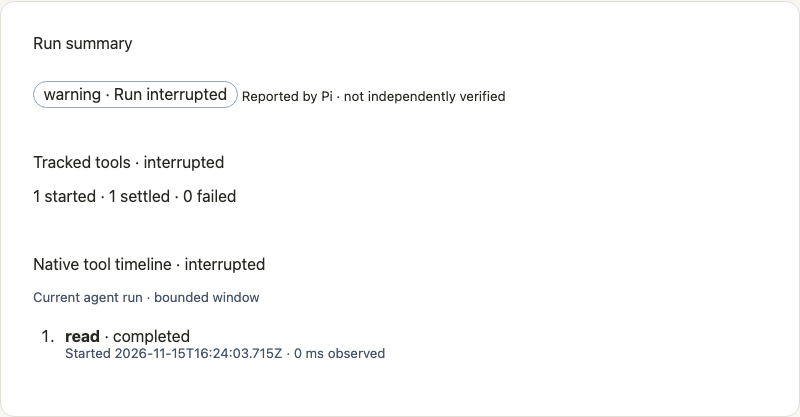 Run summary
warning · Run interrupted Reported by Pi · not independently verified
Tracked tools · interrupted
1 started · 1 settled · 0 failed
Native tool timeline · interrupted
Current agent run · bounded window
1. read · completed
Started 2026-11-15T16:24:03.715Z · 0 ms observed